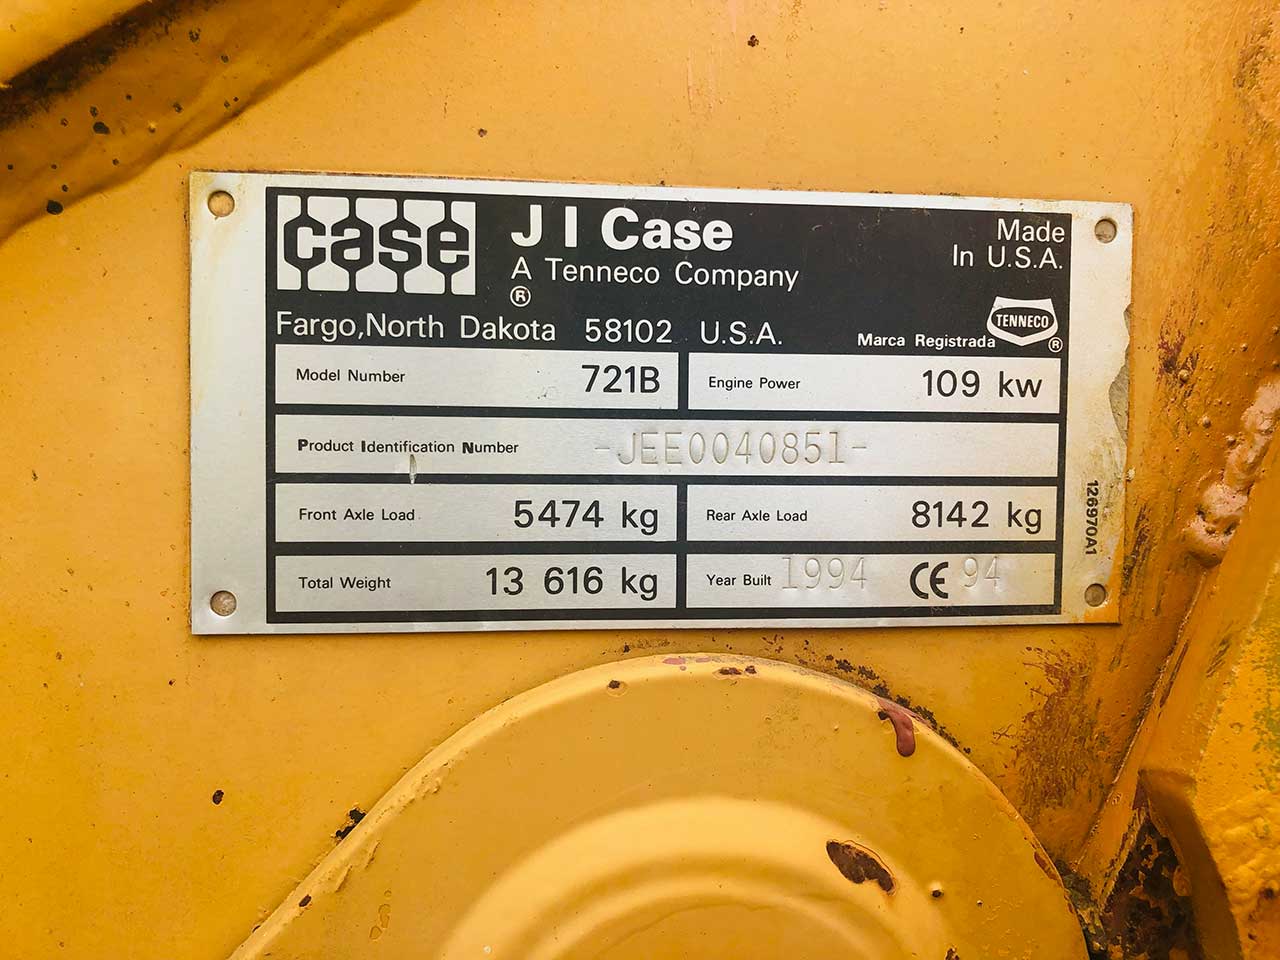 case
J I Case
A Tenneco Company
®
Made
In U.S.A.
Fargo, North Dakota 58102 U.S.A.
Marca Registrada
TENNECO
®
Model Number 721B
Engine Power 109 kw
Product Identification Number -JEE0040851-
Front Axle Load 5474 kg
Rear Axle Load 8142 kg
Total Weight 13 616 kg
Year Built 1994 CE 94
126970A1